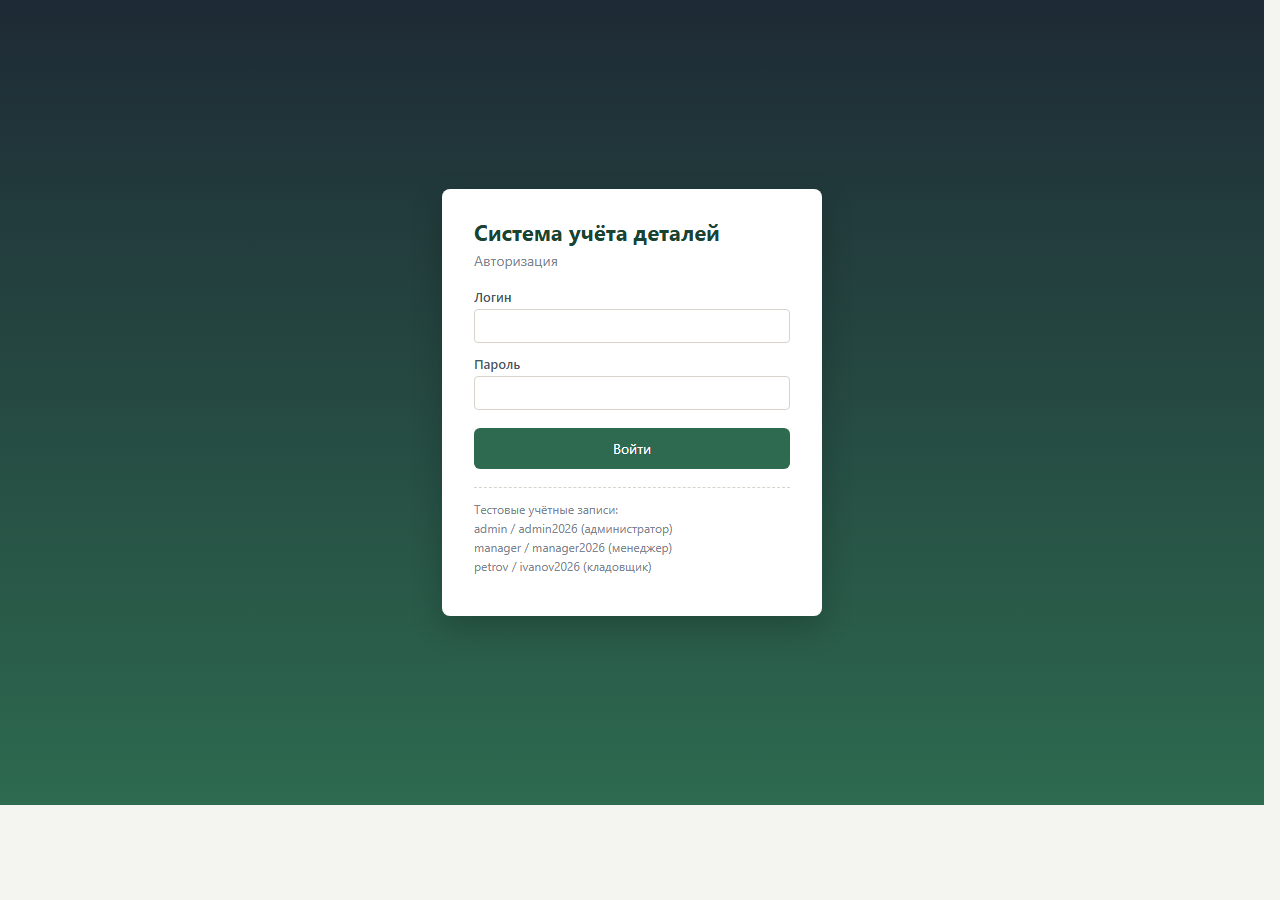 Система учёта деталей
Авторизация
Логин
Пароль
Войти
Тестовые учётные записи:
admin / admin2026 (администратор)
manager / manager2026 (менеджер)
petrov / ivanov2026 (кладовщик)